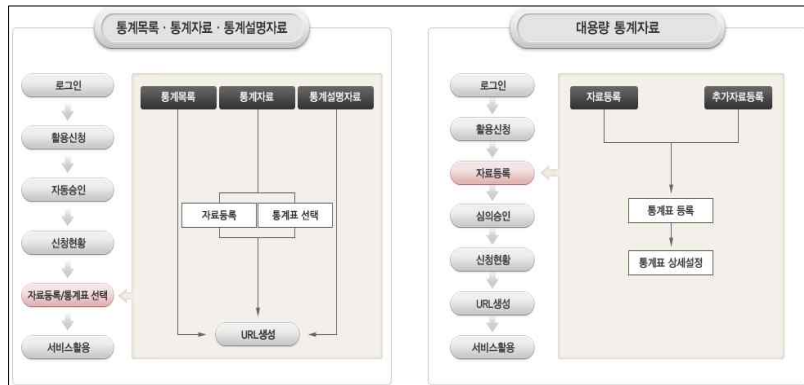 통계목록 · 통계자료 · 통계설명자료
로그인
활용신청
자동승인
신청현황
자료등록/통계표 선택
서비스활용
통계목록
통계자료
통계설명자료
자료등록
통계표 선택
URL생성
대용량 통계자료
로그인
활용신청
자료등록
심의승인
신청현황
URL생성
서비스활용
자료등록
추가자료등록
통계표 등록
통계표 상세설정